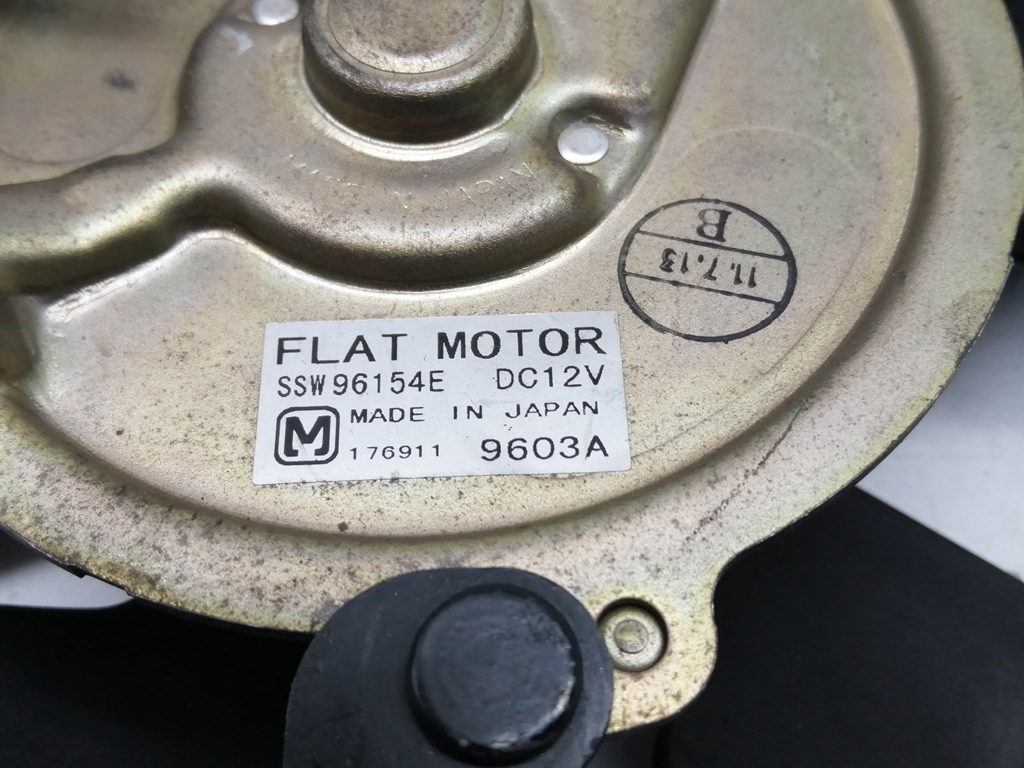 B
11.7.13
FLAT MOTOR
SSW96154E DC12V
M MADE IN JAPAN
176911 9603A